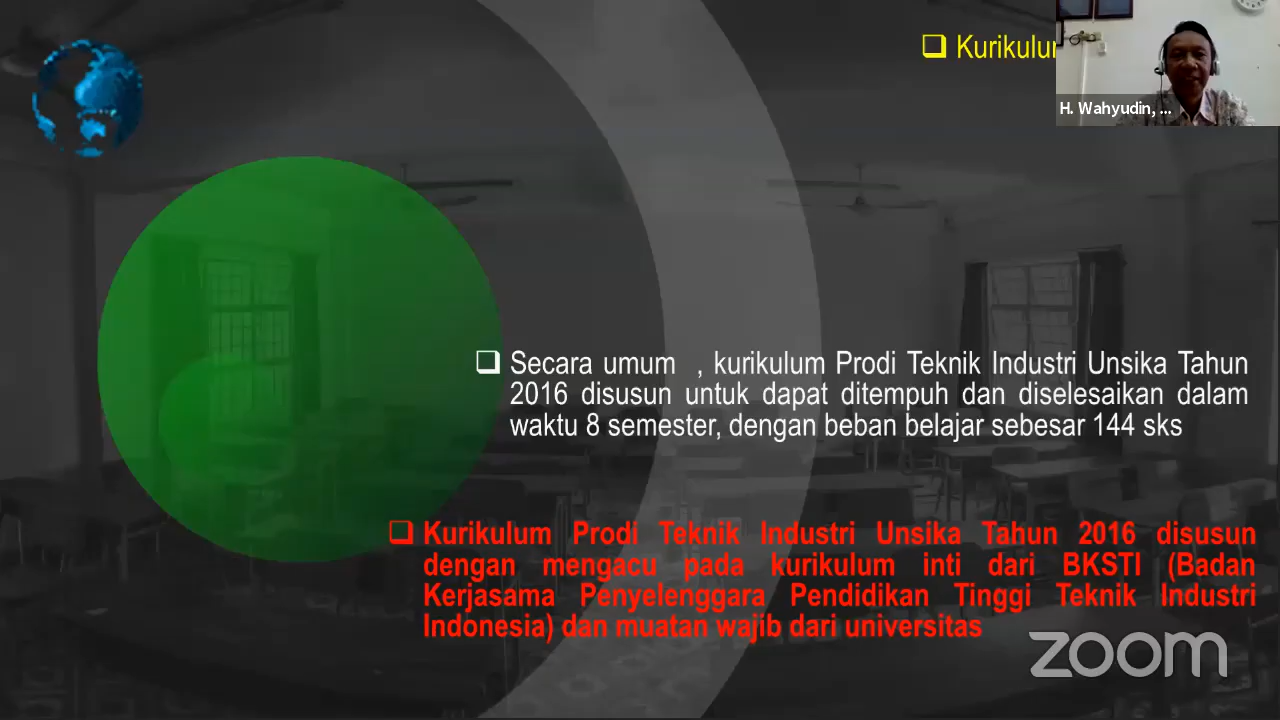 H. Wahyudin, ...
Secara umum , kurikulum Prodi Teknik Industri Unsika Tahun
2016 disusun untuk dapat ditempuh dan diselesaikan dalam
waktu 8 semester, dengan beban belajar sebesar 144 sks
Kurikulum Prodi Teknik Industri Unsika Tahun 2016 disusun
dengan mengacu pada kurikulum inti dari BKSTI (Badan
Kerjasama Penyelenggara Pendidikan Tinggi Teknik Industri
Indonesia) dan muatan wajib dari universitas
zoom